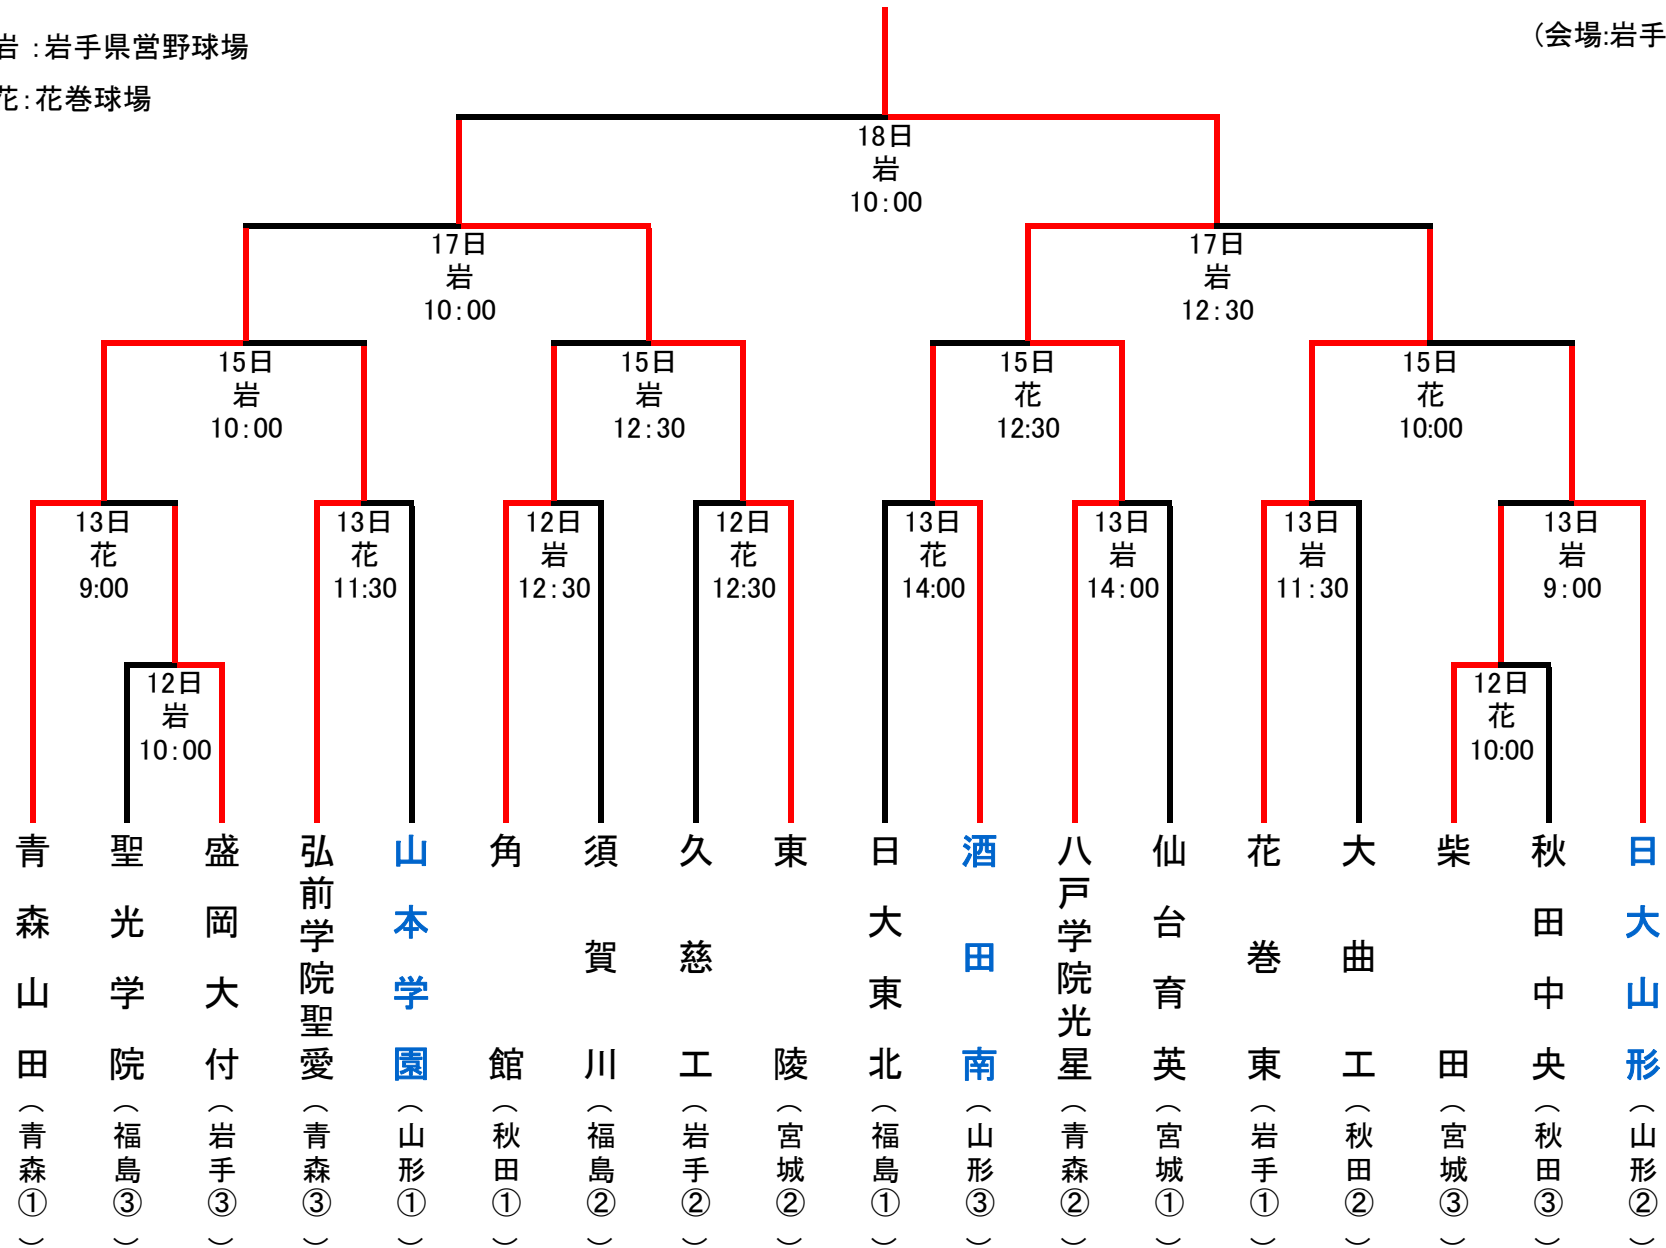 岩 :岩手県営野球場
(会場:岩手
花:花巻球場
18日
岩
10:00
17日
岩
10:00
17日
岩
12:30
15日
岩
10:00
15日
岩
12:30
15日
花
12:30
15日
花
10:00
13日
花
9:00
13日
花
11:30
12日
岩
12:30
12日
花
12:30
13日
花
14:00
13日
岩
14:00
13日
岩
11:30
13日
岩
9:00
12日
岩
10:00
12日
花
10:00
青森山田(青森①)
聖光学院(福島③)
盛岡大付(岩手③)
弘前学院聖愛(青森③)
山本学園(山形①)
角館(秋田①)
須賀川(福島②)
久慈工(岩手②)
東陵(宮城②)
日大東北(福島①)
酒田南(山形③)
八戸学院光星(青森②)
仙台育英(宮城①)
花巻東(岩手①)
大曲工(秋田②)
柴田(宮城③)
秋田中央(秋田③)
日大山形(山形②)